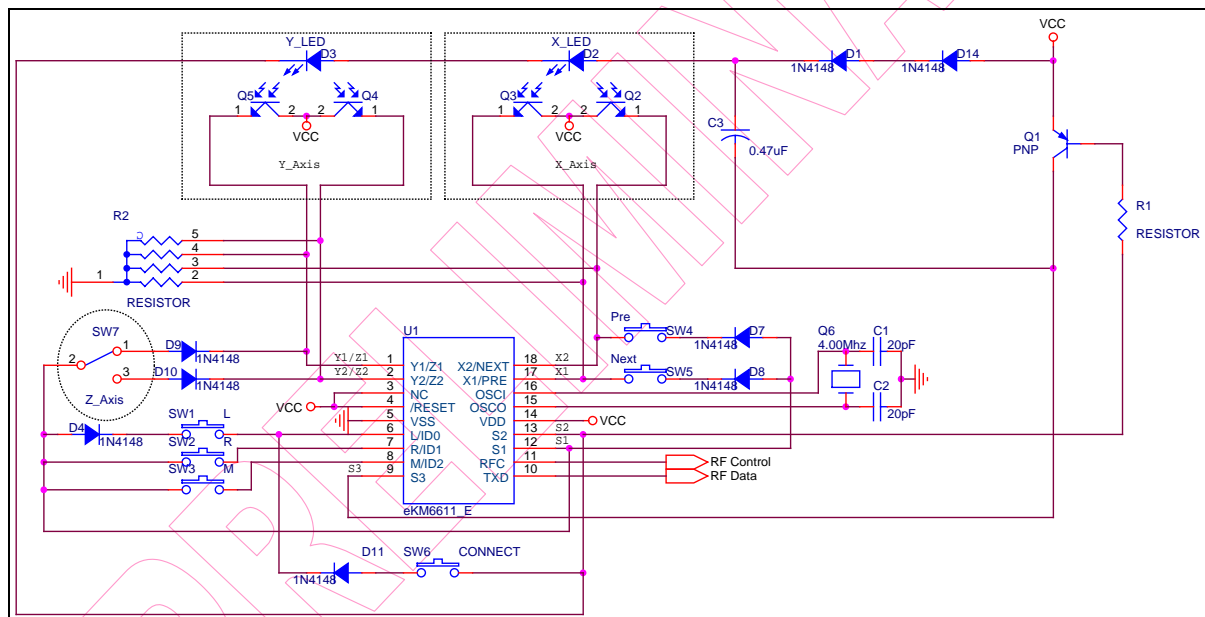 Y_LED
D3
X_LED
D2
VCC
D1
1N4148
D14
1N4148
Q5
Q4
1
2
2
1
VCC
Y_Axis
Q3
Q2
1
2
2
1
VCC
X_Axis
C3
0.47uF
Q1
PNP
R1
RESISTOR
R2
C
5
4
3
2
1
RESISTOR
SW7
1
2
3
Z_Axis
D9
1N4148
D10
1N4148
U1
Y1/Z1
1
Y1/Z1
Y2/Z2
2
Y2/Z2
3
NC
VCC
4
/RESET
5
VSS
6
L/ID0
7
R/ID1
8
M/ID2
S3
9
S3
X2/NEXT
18
X2
X1/PRE
17
X1
OSCI
16
OSCO
15
VDD
14
VCC
S2
13
S2
S1
12
S1
RFC
11
RF Control
TXD
10
RF Data
eKM6611_E
Pre
SW4
D7
1N4148
Next
SW5
D8
1N4148
Q6
4.00Mhz
C1
20pF
C2
20pF
D4
1N4148
SW1
L
SW2
R
SW3
M
D11
1N4148
SW6
CONNECT